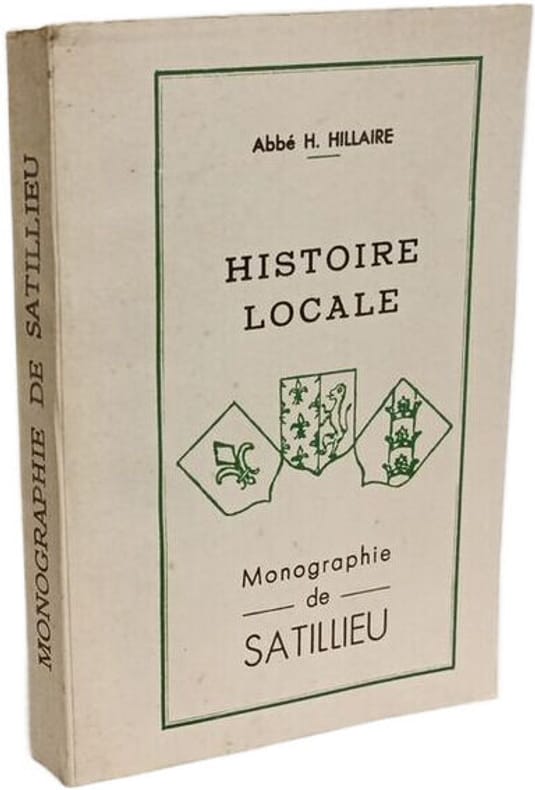 MONOGRAPHIE DE SATILLIEU
Abbé H. HILLAIRE
HISTOIRE
LOCALE
Monographie
de
SATILLIEU